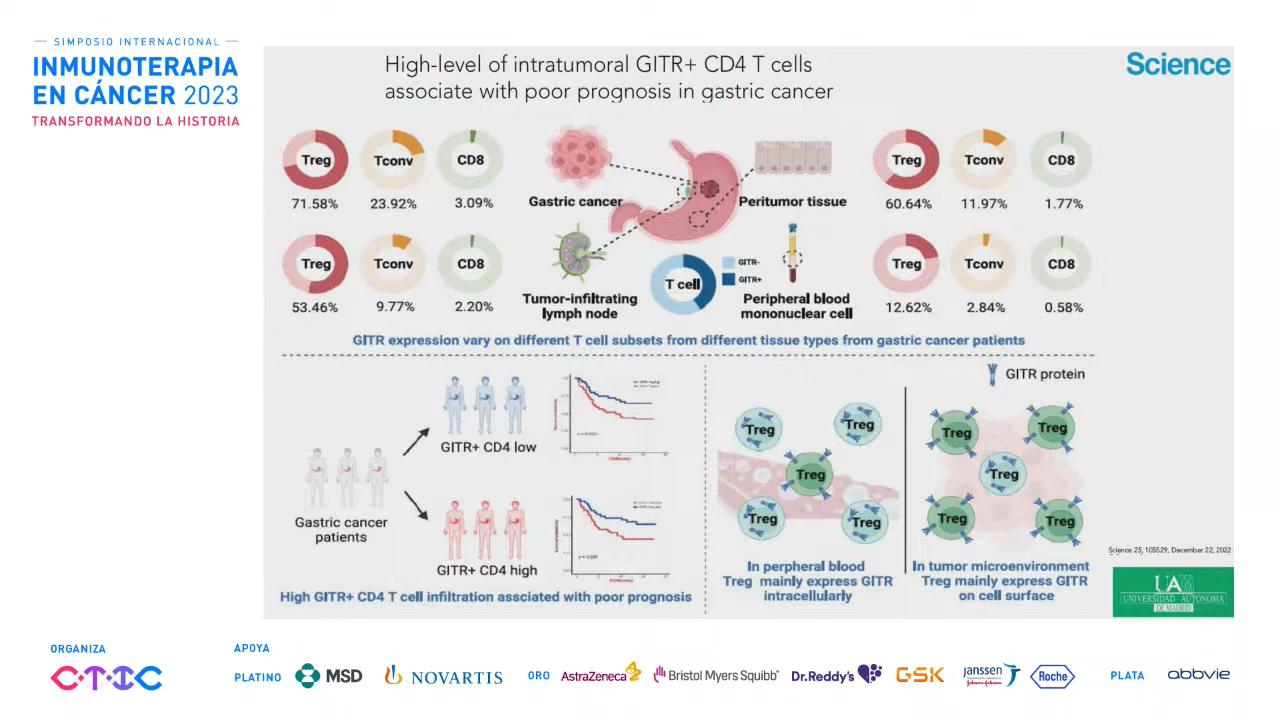 SIMPOSIO INTERNACIONAL
INMUNOTERAPIA
EN CÁNCER 2023
TRANSFORMANDO LA HISTORIA
High-level of intratumoral GITR+ CD4 T cells
associate with poor prognosis in gastric cancer
Science
Treg
Tconv
CD8
71.58%
23.92%
3.09%
Gastric cancer
Peritumor tissue
Treg
Tconv
CD8
60.64%
11.97%
1.77%
Treg
Tconv
CD8
53.46%
9.77%
2.20%
Tumor-infiltrating
lymph node
T cell
GITR-
GITR+
Peripheral blood
mononuclear cell
Treg
Tconv
CD8
12.62%
2.84%
0.58%
GITR expression vary on different T cell subsets from different tissue types from gastric cancer patients
Gastric cancer
patients
GITR+ CD4 low
GITR+ CD4 high
High GITR+ CD4 T cell infiltration assciated with poor prognosis
Treg
Treg
Treg
Treg
Treg
In perpheral blood
Treg mainly express GITR
intracellularly
GITR protein
Treg
Treg
Treg
Treg
Treg
In tumor microenvironment
Treg mainly express GITR
on cell surface
Science 25, 105529, December 22, 2022
UAM
UNIVERSIDAD AUTONOMA
DE MADRID
ORGANIZA
CTIC
APOYA
PLATINO
MSD
NOVARTIS
ORO
AstraZeneca
Bristol Myers Squibb
Dr.Reddy's
GSK
Janssen
Johnson&Johnson
Roche
PLATA
abbvie